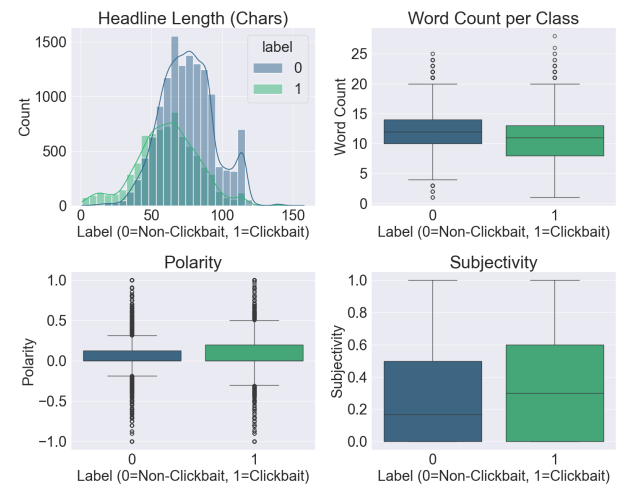 Headline Length (Chars)
Count
1500
1000
500
0
0 50 100 150
label
0
1
Label (0=Non-Clickbait, 1=Clickbait)
Word Count per Class
Word Count
25
20
15
10
5
0
0 1
Label (0=Non-Clickbait, 1=Clickbait)
Polarity
Polarity
1.0
0.5
0.0
−0.5
−1.0
0 1
Label (0=Non-Clickbait, 1=Clickbait)
Subjectivity
Subjectivity
1.0
0.8
0.6
0.4
0.2
0.0
0 1
Label (0=Non-Clickbait, 1=Clickbait)